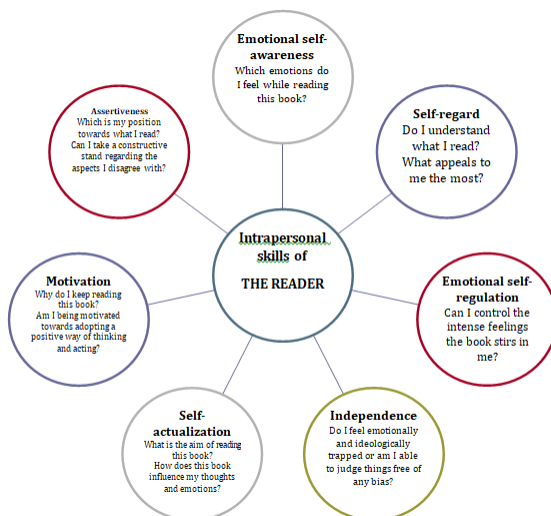 Emotional self-
awareness
Which emotions do
I feel while reading
this book?
Self-regard
Do I understand
what I read?
What appeals to
me the most?
Emotional self-
regulation
Can I control the
intense feelings
the book stirs in
me?
Independence
Do I feel emotionally
and ideologically
trapped or am I able
to judge things free of
any bias?
Self-
actualization
What is the aim of reading
this book?
How does this book
influence my thoughts
and emotions?
Motivation
Why do I keep reading
this book?
Am I being motivated
towards adopting a
positive way of thinking
and acting?
Assertiveness
Which is my position
towards what I read?
Can I take a constructive
stand regarding the
aspects I disagree with?
Intrapersonal
skills of
THE READER